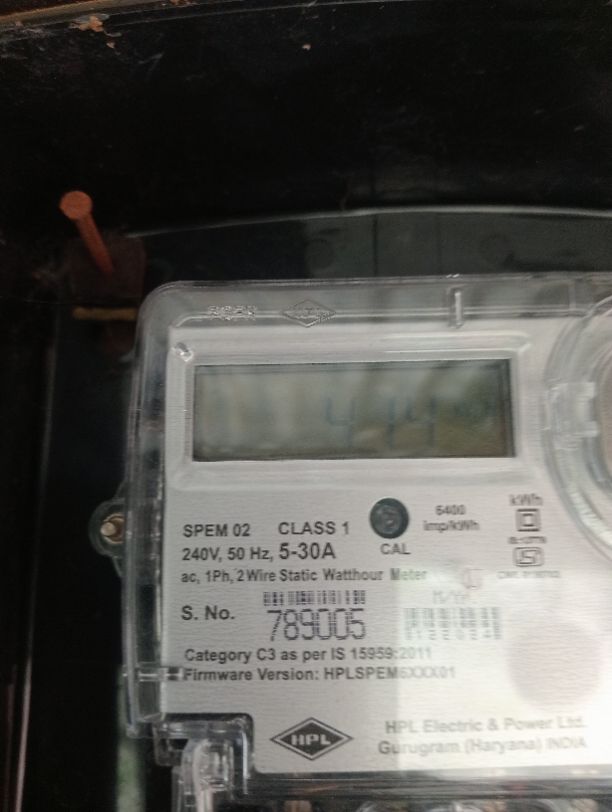 414
kWh
6400
imp/kWh
SPEM 02 CLASS 1
240V, 50 Hz, 5-30A
CAL
ac, 1Ph, 2 Wire Static Watthour Meter
S. No.
789005
Category C3 as per IS 15959:2011
Firmware Version: HPLSPEM6XXX01
HPL
HPL Electric & Power Ltd.
Gurugram (Haryana) INDIA